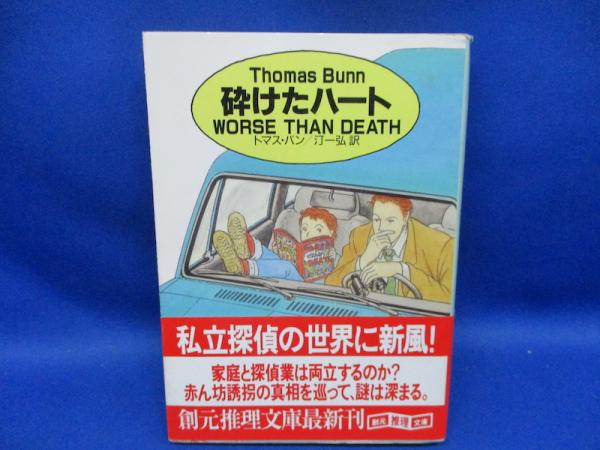 Thomas Bunn
砕けたハート
WORSE THAN DEATH
トマス・バン/汀一弘 訳
私立探偵の世界に新風!
家庭と探偵業は両立するのか?
赤ん坊誘拐の真相を巡って、謎は深まる。
創元推理文庫最新刊
創元 推理 文庫